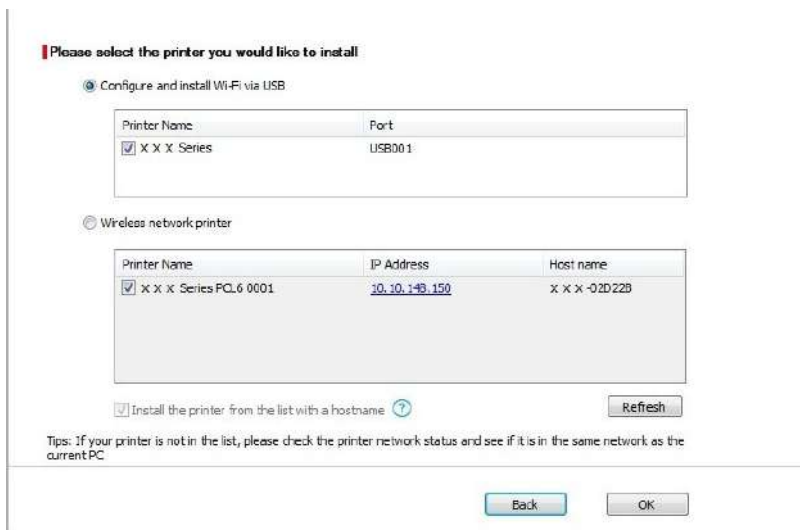 Please select the printer you would like to install
Configure and install Wi-Fi via USB
Printer Name Port
X X X Series USB001
Wireless network printer
Printer Name IP Address Host name
X X X Series PCL6 0001 10.10.148.150 X X X -02D22B
Install the printer from the list with a hostname ?
Refresh
Tips: If your printer is not in the list, please check the printer network status and see if it is in the same network as the
current PC
Back OK